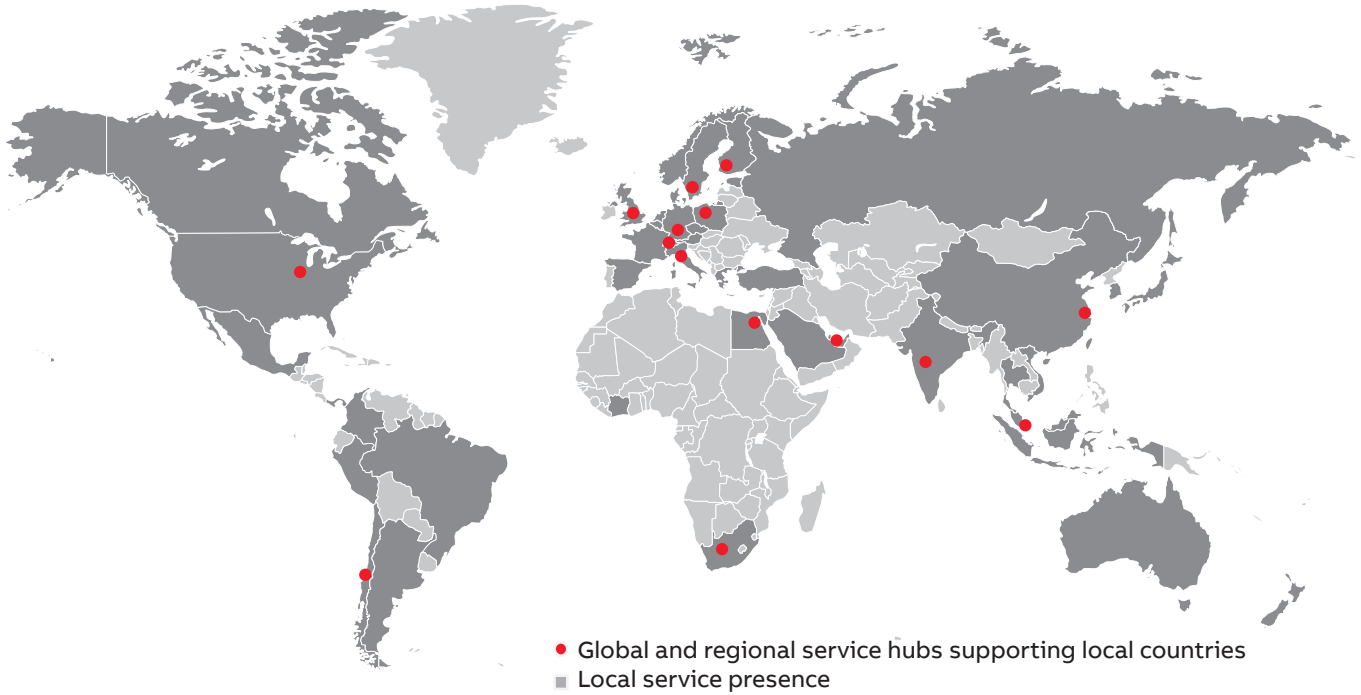 Global and regional service hubs supporting local countries
Local service presence